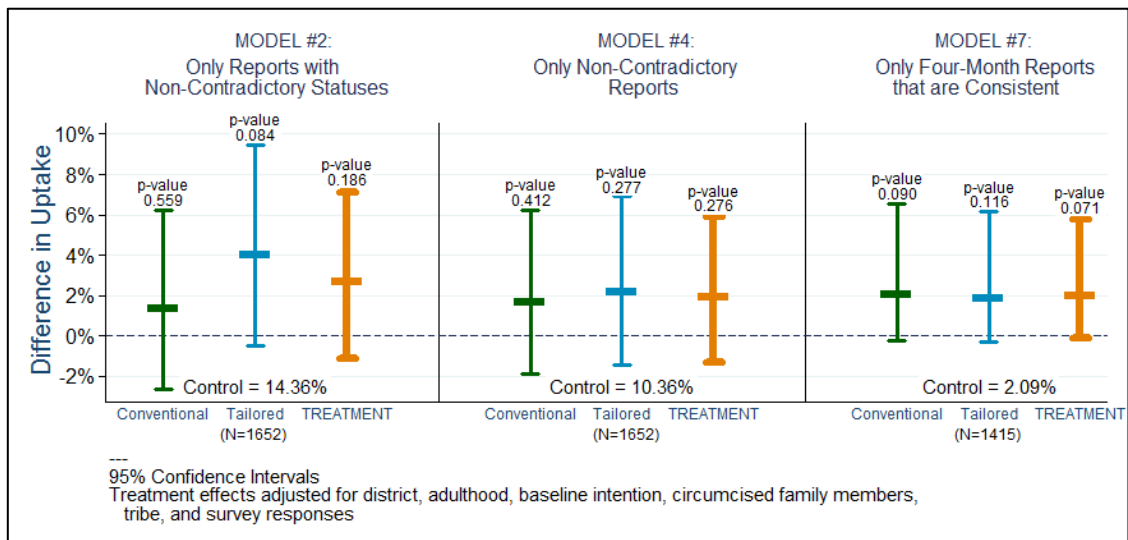 MODEL #2:
Only Reports with
Non-Contradictory Statuses
MODEL #4:
Only Non-Contradictory
Reports
MODEL #7:
Only Four-Month Reports
that are Consistent
Difference in Uptake
10%
8%
6%
4%
2%
0%
-2%
p-value
0.559
p-value
0.084
p-value
0.186
p-value
0.412
p-value
0.277
p-value
0.276
p-value
0.090
p-value
0.116
p-value
0.071
Control = 14.36%
Control = 10.36%
Control = 2.09%
Conventional Tailored TREATMENT
(N=1652)
Conventional Tailored TREATMENT
(N=1652)
Conventional Tailored TREATMENT
(N=1415)
---
95% Confidence Intervals
Treatment effects adjusted for district, adulthood, baseline intention, circumcised family members,
tribe, and survey responses